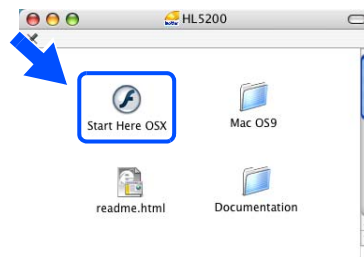 HL5200
Start Here OSX
Mac OS9
readme.html
Documentation